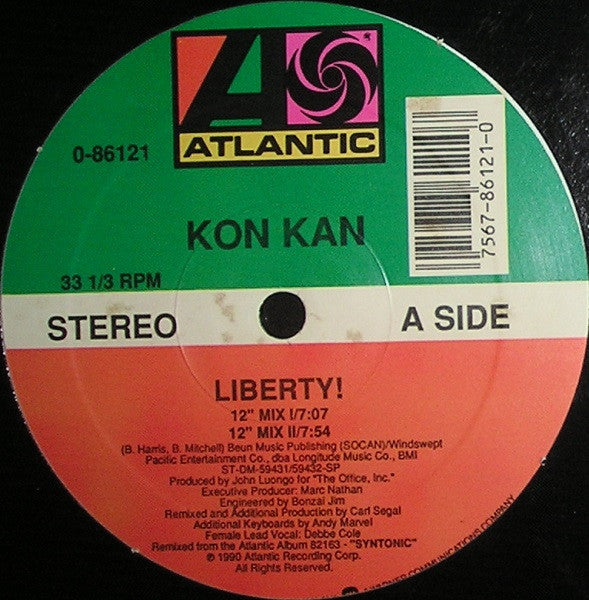 ATLANTIC
0-86121
7567-86121-0
KON KAN
33 1/3 RPM
STEREO
A SIDE
LIBERTY!
12" MIX I/7:07
12" MIX II/7:54
(B. Harris, B. Mitchell) Beun Music Publishing (SOCAN)/Windswept
Pacific Entertainment Co., dba Longitude Music Co., BMI
ST-DM-59431/59432-SP
Produced by John Luongo for "The Office, Inc."
Executive Producer: Marc Nathan
Engineered by Bonzai Jim
Remixed and Additional Production by Carl Segal
Additional Keyboards by Andy Marvel
Female Lead Vocal: Debbe Cole
Remixed from the Atlantic Album 82163 - "SYNTONIC"
℗ 1990 Atlantic Recording Corp.
All Rights Reserved.
WARNER COMMUNICATIONS COMPANY